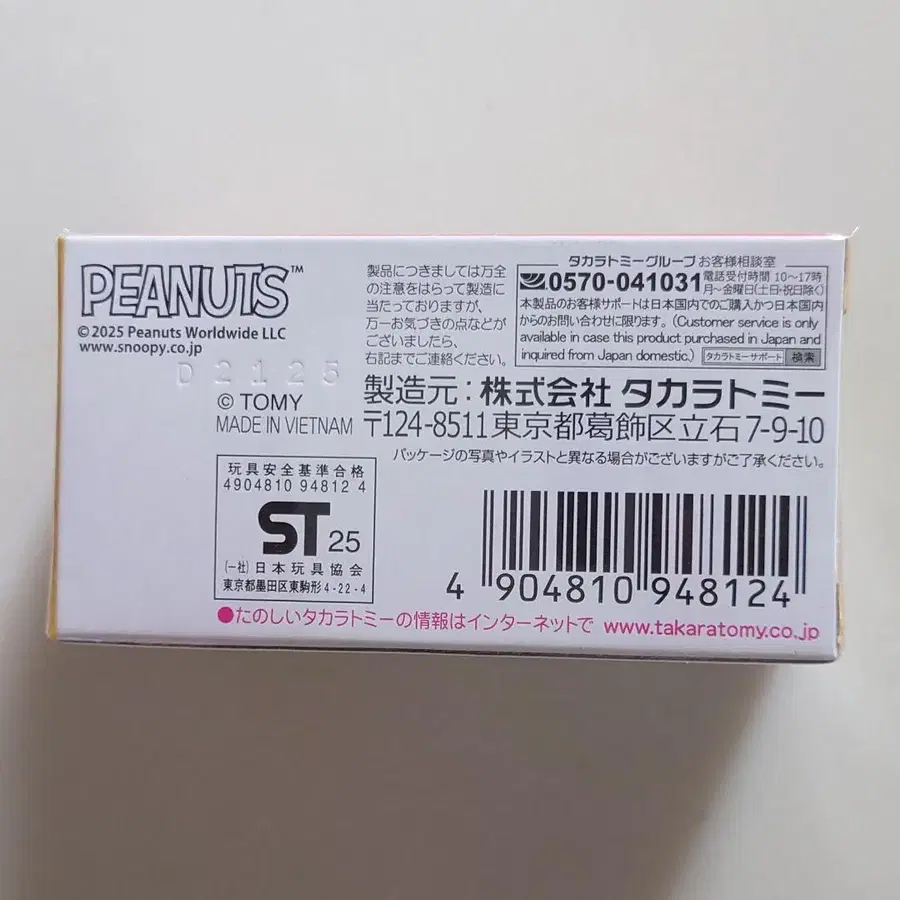 PEANUTS™
© 2025 Peanuts Worldwide LLC
www.snoopy.co.jp
D2125
© TOMY
MADE IN VIETNAM
製品につきましては万全
の注意をはらって製造に
当たっておりますが、
万一お気づきの点などが
ございましたら、
右記までご連絡ください。
タカラトミーグループ お客様相談室
0570-041031 電話受付時間 10〜17時
月〜金曜日(土日・祝日除く)
本製品のお客様サポートは日本国内でのご購入かつ日本国内
からのお問い合わせに限ります。(Customer service is only
available in case this product purchased in Japan and
inquired from Japan domestic.) タカラトミーサポート 検索
製造元:株式会社 タカラトミー
〒124-8511 東京都葛飾区立石7-9-10
パッケージの写真やイラストと異なる場合がございますがご了承ください。
玩具安全基準合格
4904810 94812 4
ST 25
(一社)日本玩具協会
東京都墨田区東駒形4-22-4
4 904810 948124
●たのしいタカラトミーの情報はインターネットで www.takaratomy.co.jp